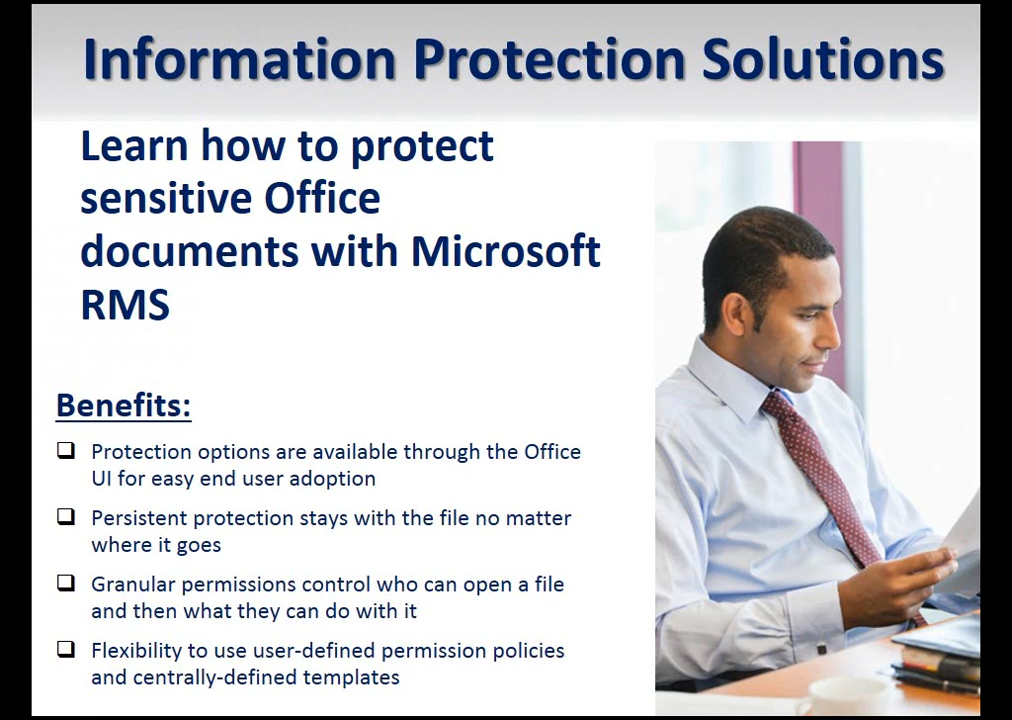 Information Protection Solutions
Learn how to protect
sensitive Office
documents with Microsoft
RMS
Benefits:
Protection options are available through the Office
UI for easy end user adoption
Persistent protection stays with the file no matter
where it goes
Granular permissions control who can open a file
and then what they can do with it
Flexibility to use user-defined permission policies
and centrally-defined templates